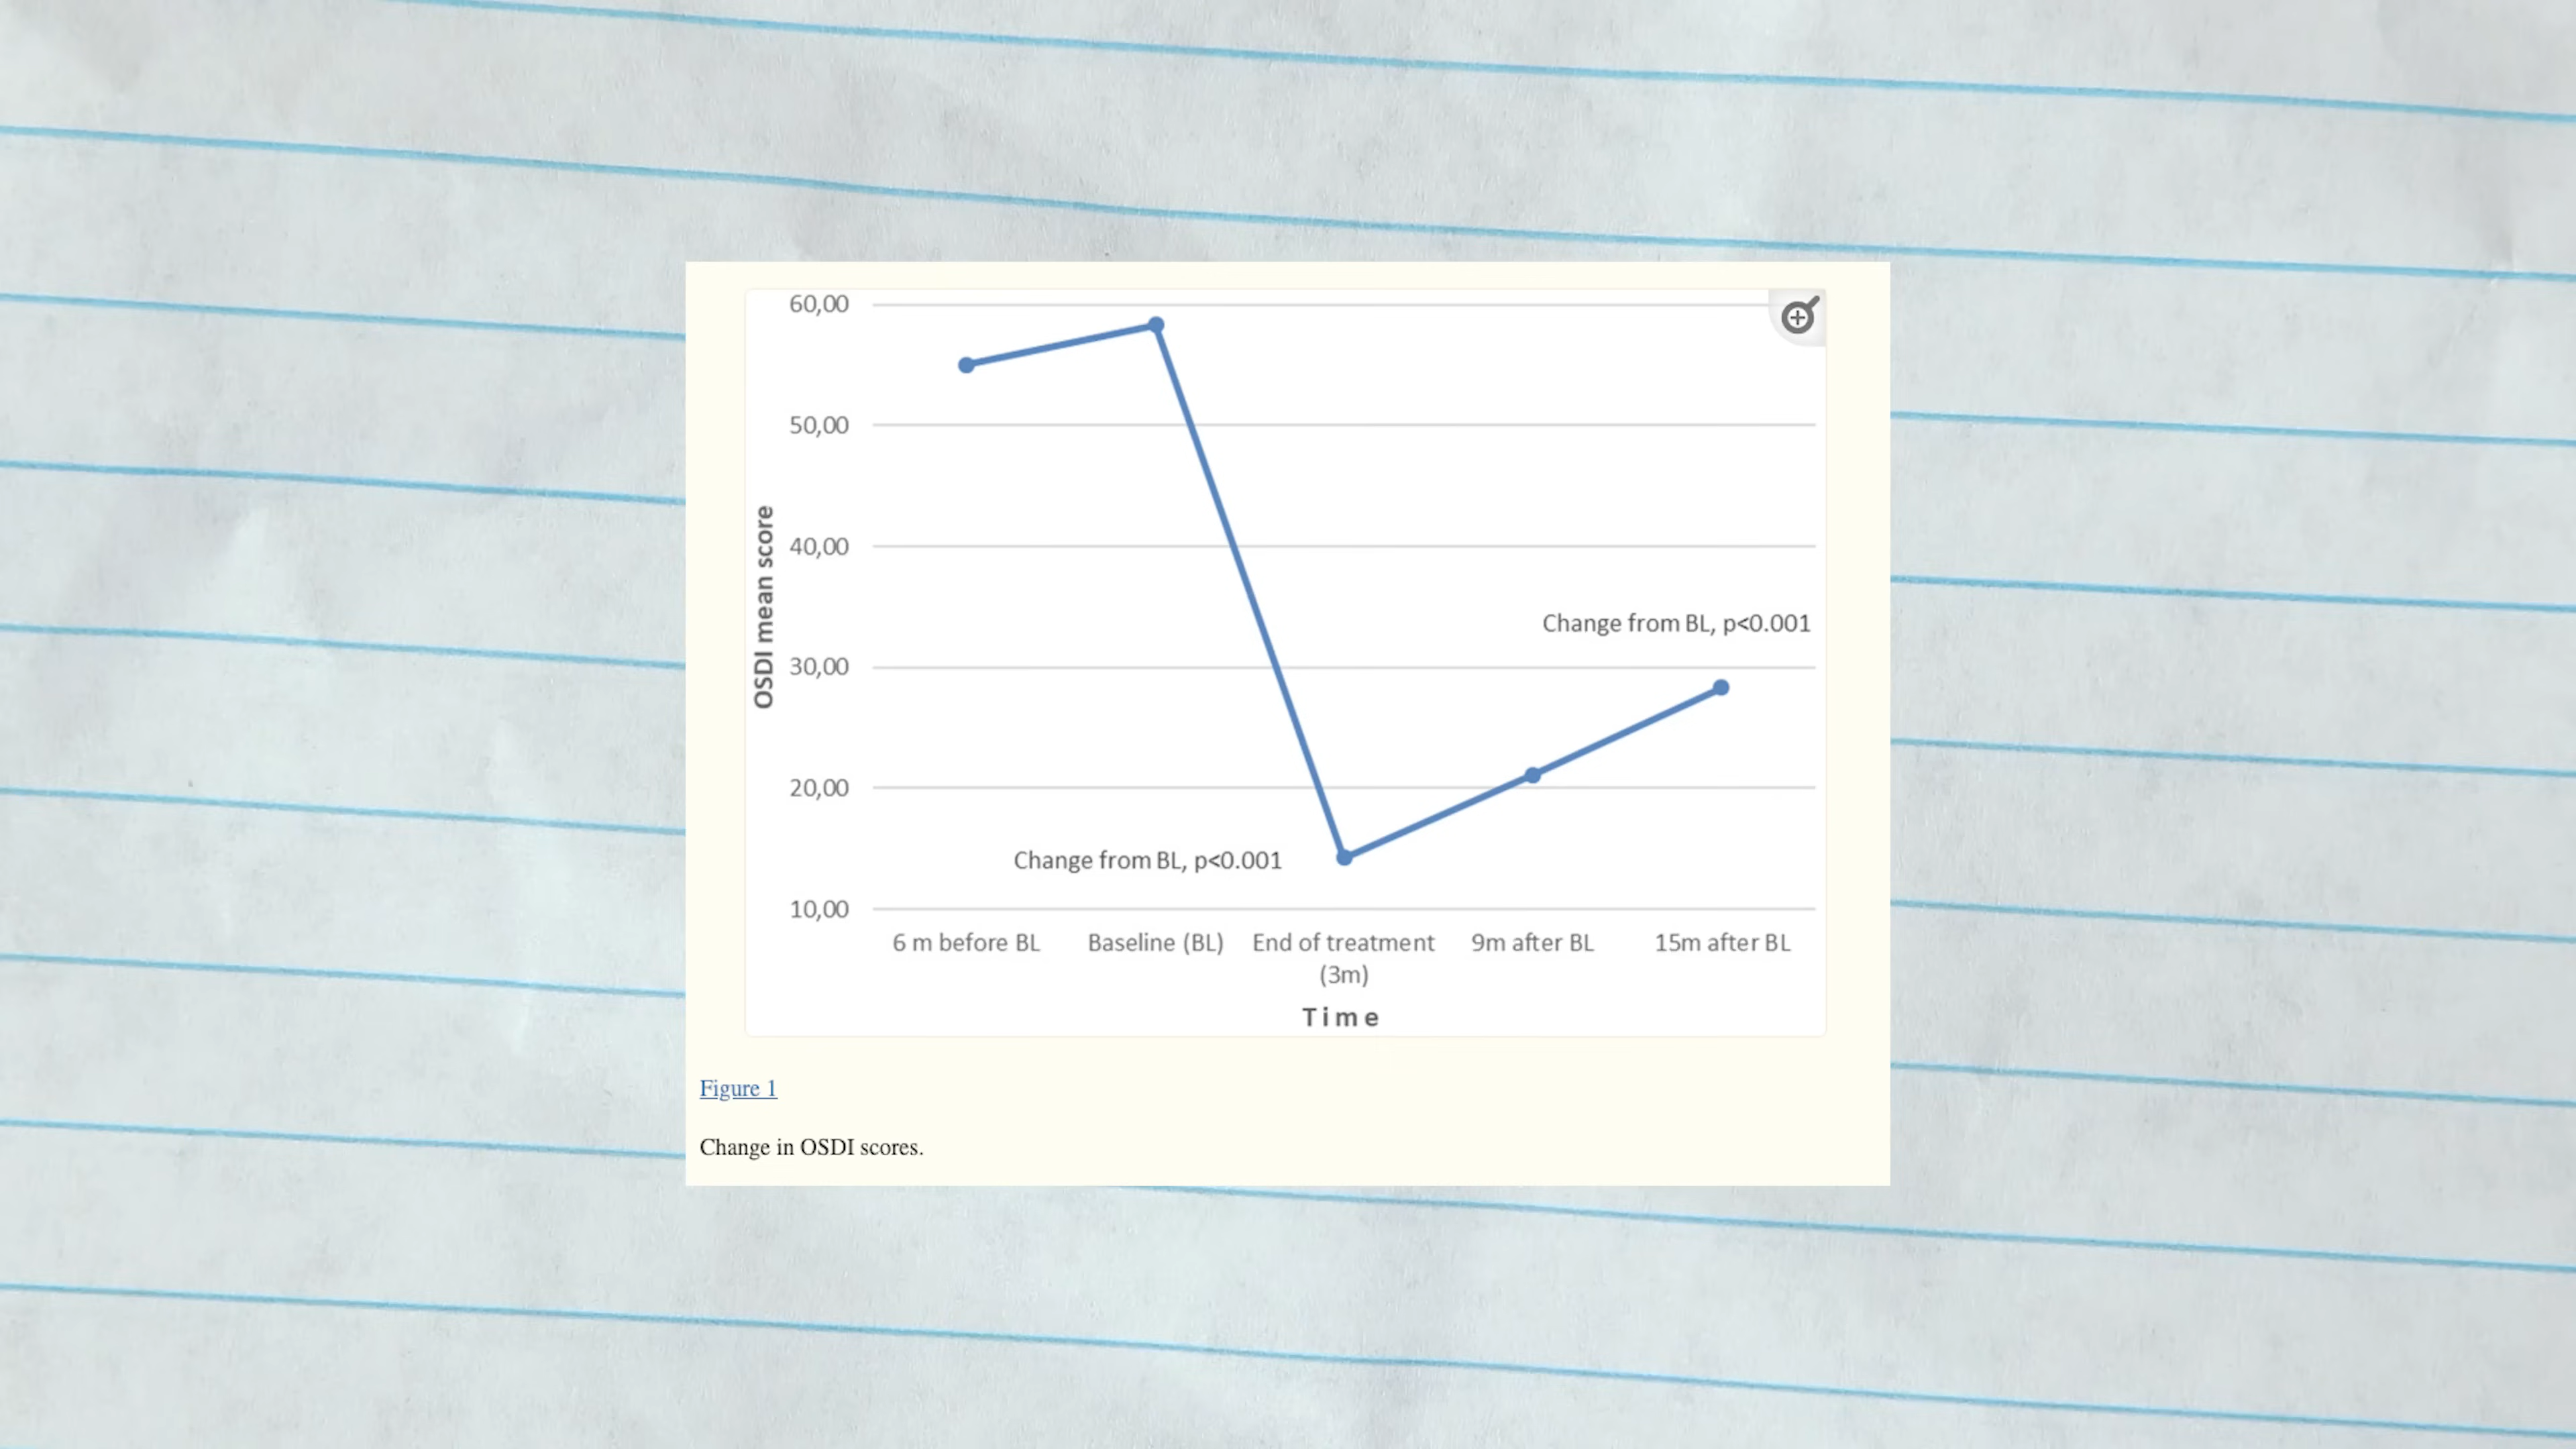 60,00
50,00
40,00
30,00
20,00
10,00
OSDI mean score
Change from BL, p<0.001
Change from BL, p<0.001
6 m before BL
Baseline (BL)
End of treatment
(3m)
9m after BL
15m after BL
Time
Figure 1
Change in OSDI scores.